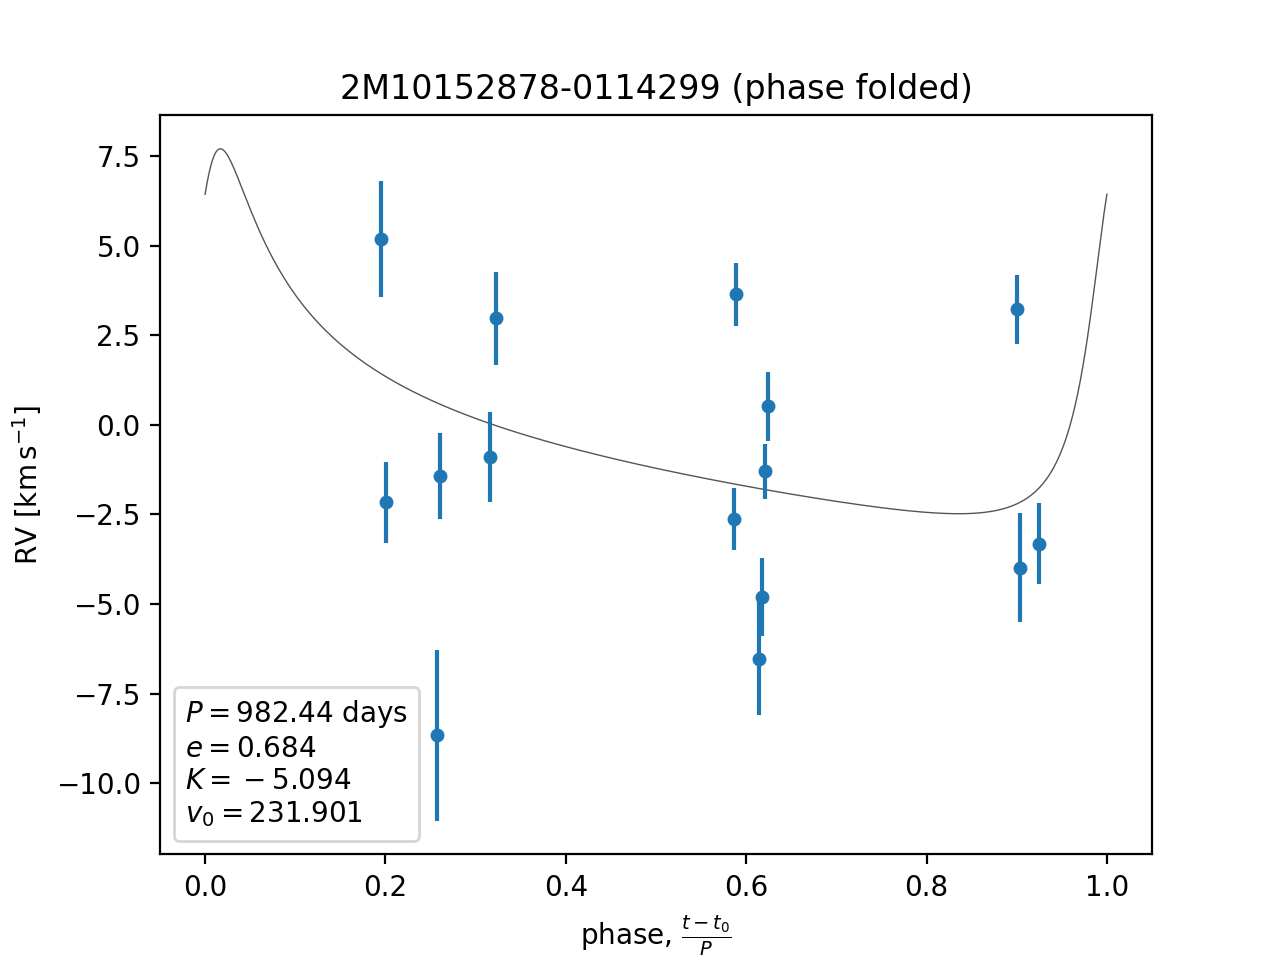 2M10152878-0114299 (phase folded)
RV [km s⁻¹]
7.5
5.0
2.5
0.0
−2.5
−5.0
−7.5
−10.0
P = 982.44 days
e = 0.684
K = −5.094
v₀ = 231.901
0.0 0.2 0.4 0.6 0.8 1.0
phase, (t − t₀)/P